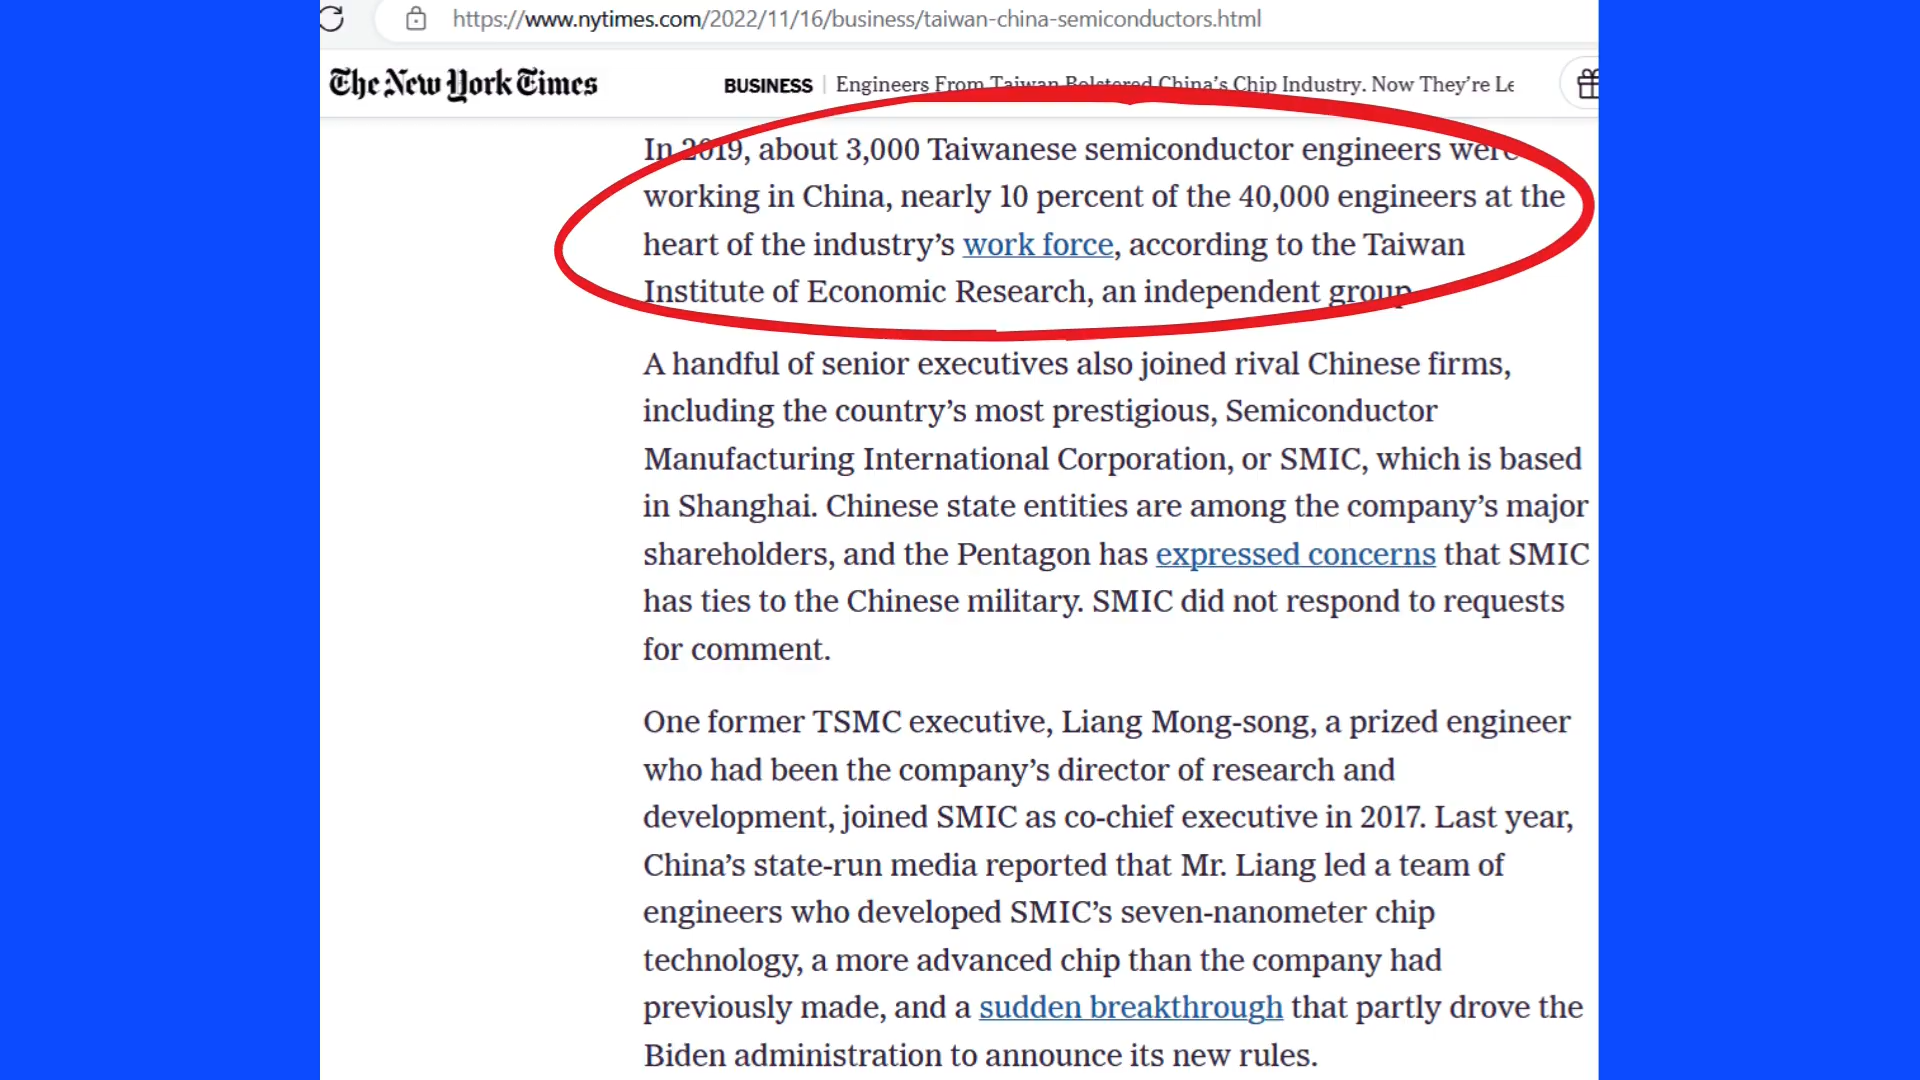 https://www.nytimes.com/2022/11/16/business/taiwan-china-semiconductors.html
The New York Times
BUSINESS | Engineers From Taiwan Bolstered China's Chip Industry. Now They're Le
In 2019, about 3,000 Taiwanese semiconductor engineers were
working in China, nearly 10 percent of the 40,000 engineers at the
heart of the industry's work force, according to the Taiwan
Institute of Economic Research, an independent group
A handful of senior executives also joined rival Chinese firms,
including the country's most prestigious, Semiconductor
Manufacturing International Corporation, or SMIC, which is based
in Shanghai. Chinese state entities are among the company's major
shareholders, and the Pentagon has expressed concerns that SMIC
has ties to the Chinese military. SMIC did not respond to requests
for comment.
One former TSMC executive, Liang Mong-song, a prized engineer
who had been the company's director of research and
development, joined SMIC as co-chief executive in 2017. Last year,
China's state-run media reported that Mr. Liang led a team of
engineers who developed SMIC's seven-nanometer chip
technology, a more advanced chip than the company had
previously made, and a sudden breakthrough that partly drove the
Biden administration to announce its new rules.